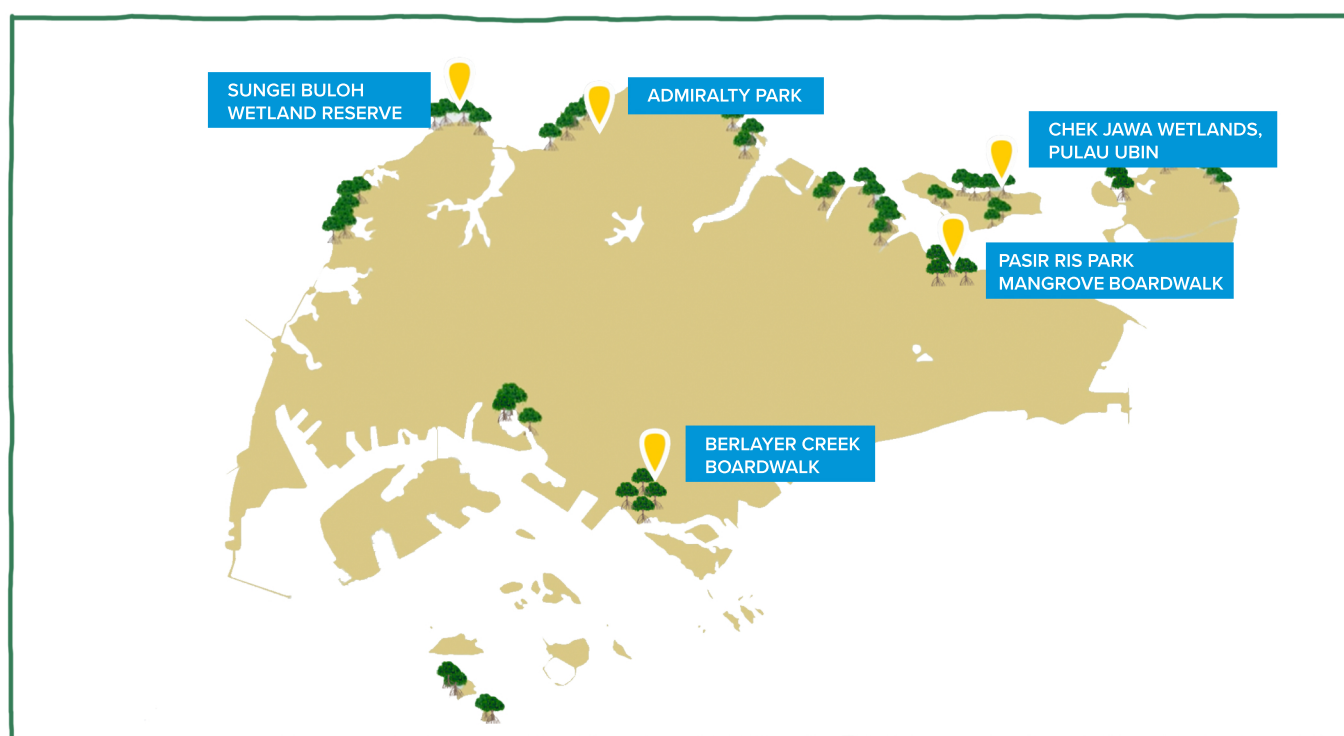 SUNGEI BULOH
WETLAND RESERVE
ADMIRALTY PARK
CHEK JAWA WETLANDS,
PULAU UBIN
PASIR RIS PARK
MANGROVE BOARDWALK
BERLAYER CREEK
BOARDWALK